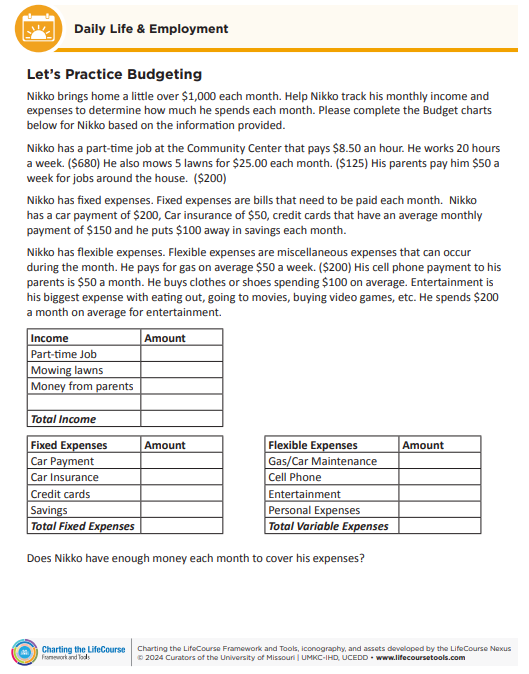 Daily Life & Employment
Let's Practice Budgeting
Nikko brings home a little over $1,000 each month. Help Nikko track his monthly income and
expenses to determine how much he spends each month. Please complete the Budget charts
below for Nikko based on the information provided.
Nikko has a part-time job at the Community Center that pays $8.50 an hour. He works 20 hours
a week. ($680) He also mows 5 lawns for $25.00 each month. ($125) His parents pay him $50 a
week for jobs around the house. ($200)
Nikko has fixed expenses. Fixed expenses are bills that need to be paid each month. Nikko
has a car payment of $200, Car insurance of $50, credit cards that have an average monthly
payment of $150 and he puts $100 away in savings each month.
Nikko has flexible expenses. Flexible expenses are miscellaneous expenses that can occur
during the month. He pays for gas on average $50 a week. ($200) His cell phone payment to his
parents is $50 a month. He buys clothes or shoes spending $100 on average. Entertainment is
his biggest expense with eating out, going to movies, buying video games, etc. He spends $200
a month on average for entertainment.
Income Amount
Part-time Job
Mowing lawns
Money from parents
Total Income
Fixed Expenses Amount
Car Payment
Car Insurance
Credit cards
Savings
Total Fixed Expenses
Flexible Expenses Amount
Gas/Car Maintenance
Cell Phone
Entertainment
Personal Expenses
Total Variable Expenses
Does Nikko have enough money each month to cover his expenses?
Charting the LifeCourse
Framework and Tools
Charting the LifeCourse Framework and Tools, iconography, and assets developed by the LifeCourse Nexus
© 2024 Curators of the University of Missouri | UMKC-IHD, UCEDD • www.lifecoursetools.com